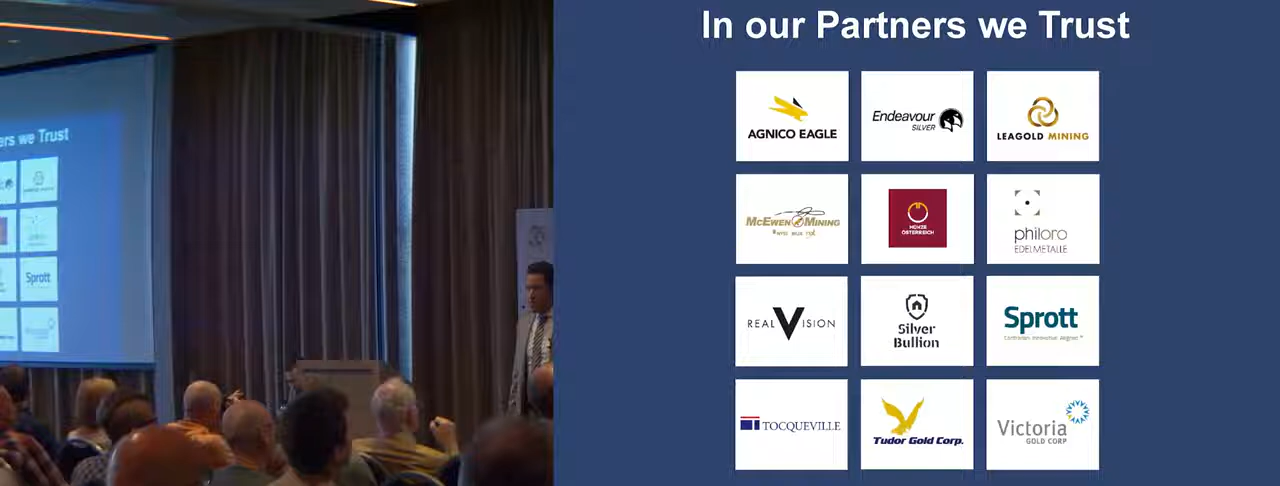 In our Partners we Trust
AGNICO EAGLE
Endeavour
SILVER
LEAGOLD MINING
MCEWEN MINING
MÜNZE
ÖSTERREICH
philoro
EDELMETALLE
REAL VISION
Silver
Bullion
Sprott
TOCQUEVILLE
Tudor Gold Corp.
Victoria
GOLD CORP
ers we Trust
Sprott